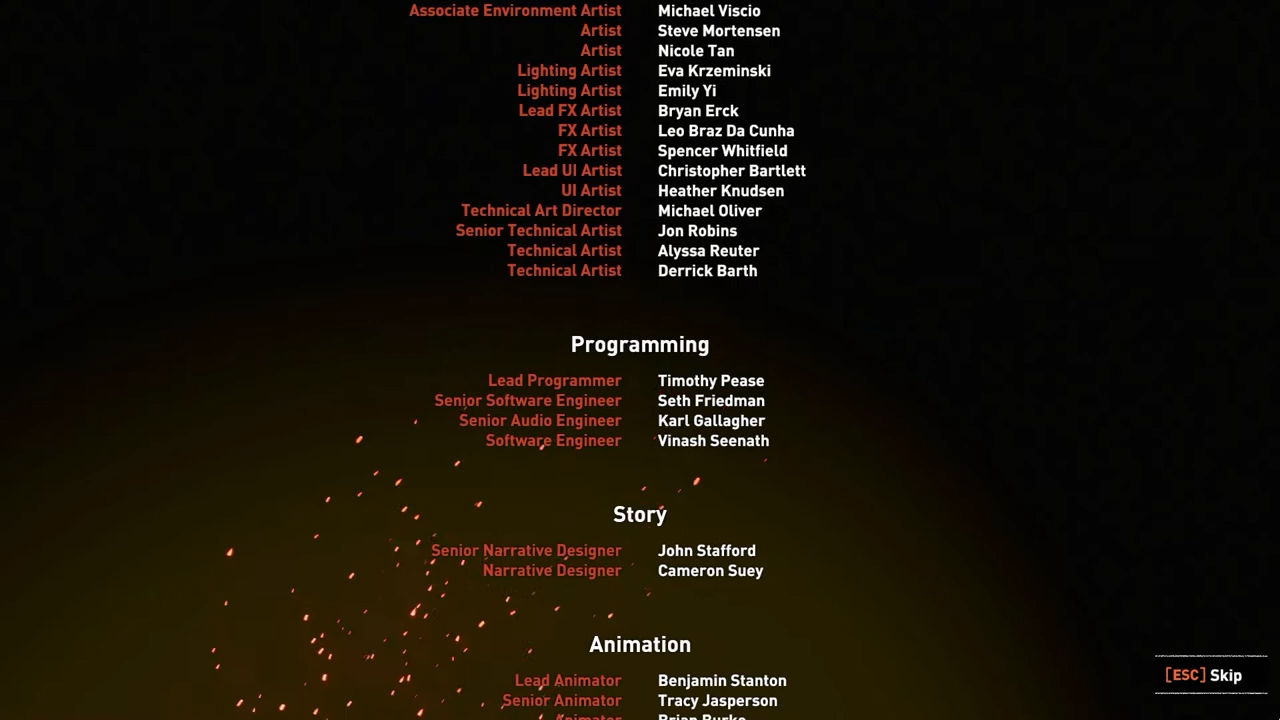 Associate Environment Artist Michael Viscio
Artist Steve Mortensen
Artist Nicole Tan
Lighting Artist Eva Krzeminski
Lighting Artist Emily Yi
Lead FX Artist Bryan Erck
FX Artist Leo Braz Da Cunha
FX Artist Spencer Whitfield
Lead UI Artist Christopher Bartlett
UI Artist Heather Knudsen
Technical Art Director Michael Oliver
Senior Technical Artist Jon Robins
Technical Artist Alyssa Reuter
Technical Artist Derrick Barth
Programming
Lead Programmer Timothy Pease
Senior Software Engineer Seth Friedman
Senior Audio Engineer Karl Gallagher
Software Engineer Vinash Seenath
Story
Senior Narrative Designer John Stafford
Narrative Designer Cameron Suey
Animation
Lead Animator Benjamin Stanton
Senior Animator Tracy Jasperson
Animator Brian Burke
[ESC] Skip